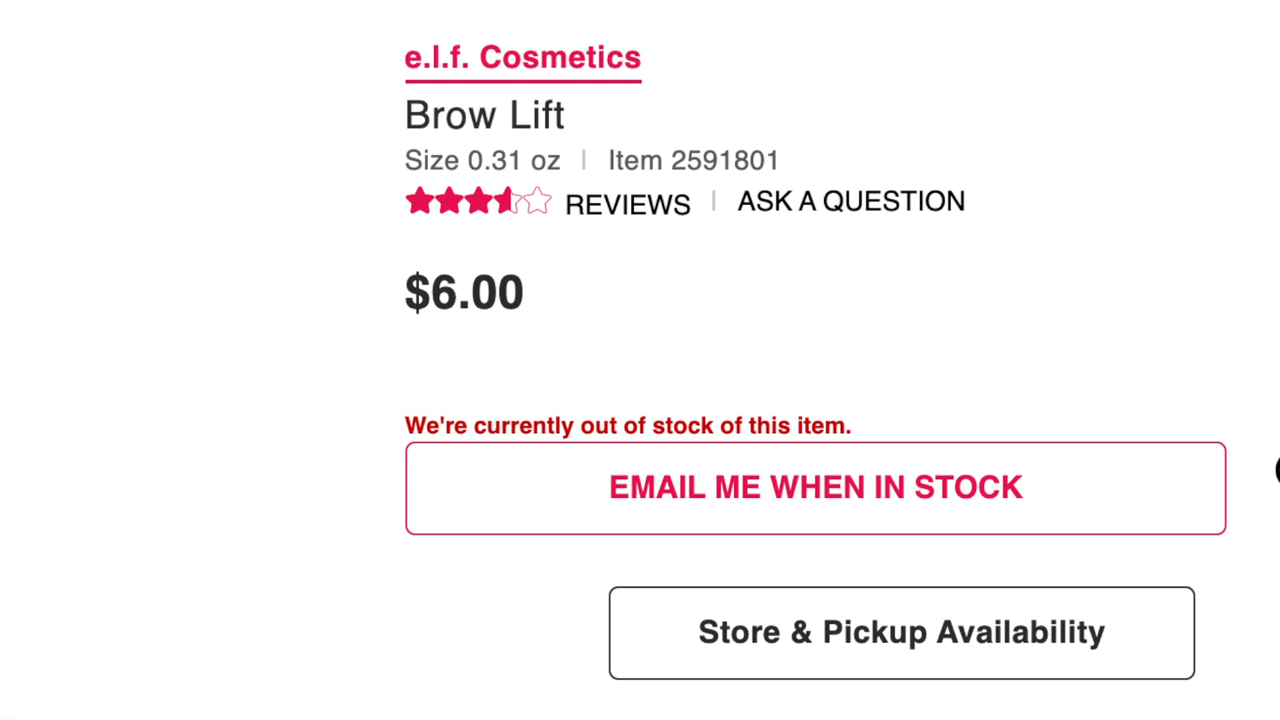 e.l.f. Cosmetics
Brow Lift
Size 0.31 oz | Item 2591801
REVIEWS | ASK A QUESTION
$6.00
We're currently out of stock of this item.
EMAIL ME WHEN IN STOCK
Store & Pickup Availability